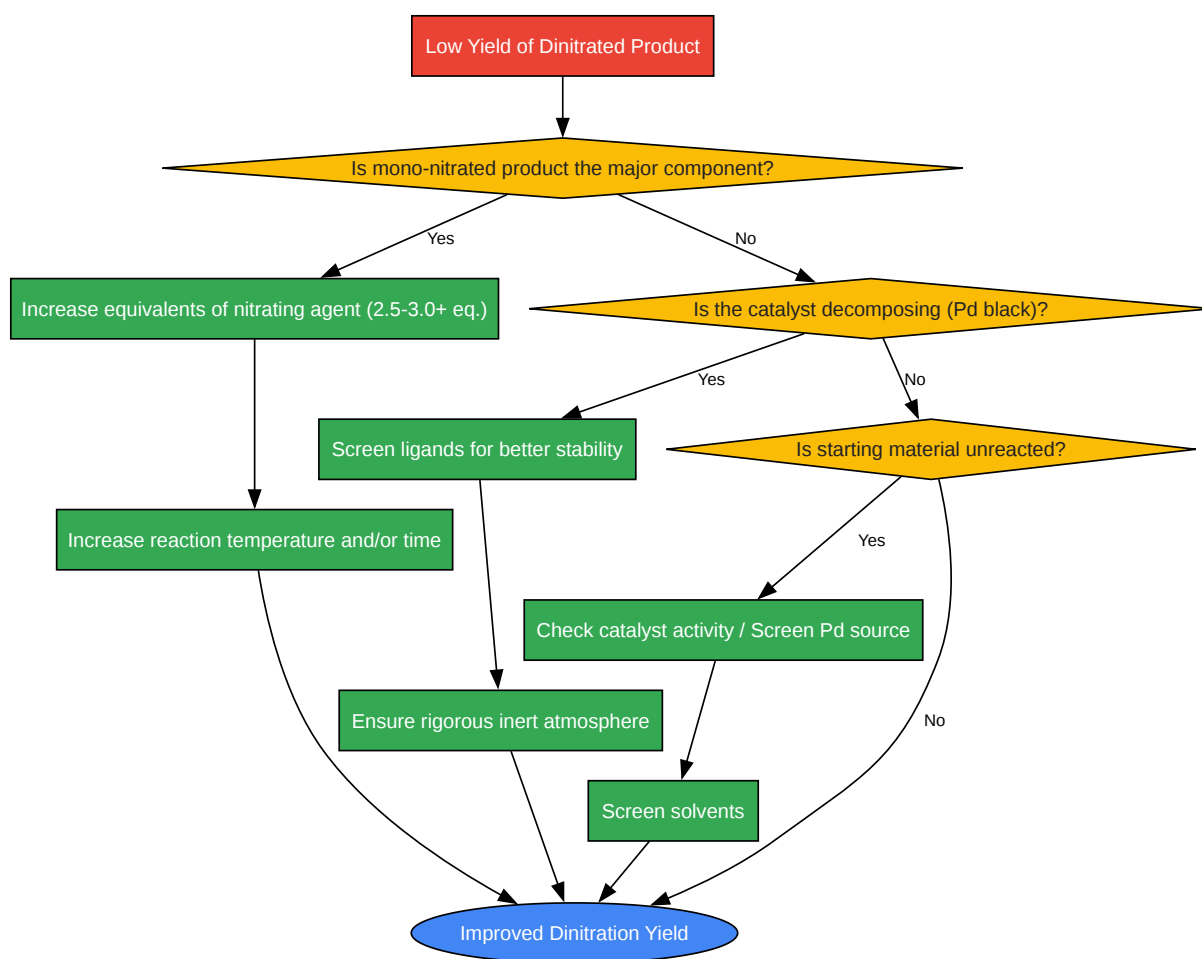 Low Yield of Dinitrated Product
Is mono-nitrated product the major component?
Yes
No
Increase equivalents of nitrating agent (2.5-3.0+ eq.)
Is the catalyst decomposing (Pd black)?
Yes
No
Screen ligands for better stability
Is starting material unreacted?
Increase reaction temperature and/or time
Yes
Check catalyst activity / Screen Pd source
Ensure rigorous inert atmosphere
No
Screen solvents
Improved Dinitration Yield